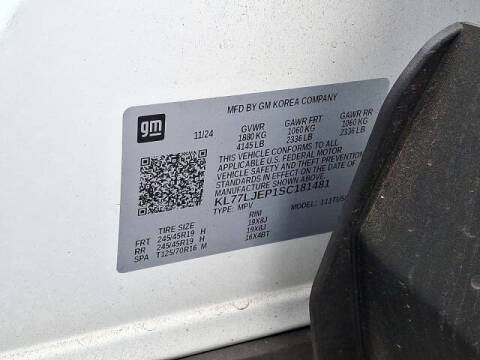 MFD BY GM KOREA COMPANY
gm
11/24
GVWR GAWR FRT GAWR RR
1880 KG 1060 KG 1060 KG
4145 LB 2336 LB 2336 LB
THIS VEHICLE CONFORMS TO ALL
APPLICABLE U.S. FEDERAL MOTOR
VEHICLE SAFETY AND THEFT PREVENTION
STANDARDS IN EFFECT ON THE DATE OF
KL77LJEP1SC181481
TYPE: MPV MODEL:
TIRE SIZE RIM
FRT 245/45R19 H 19X8J
RR 245/45R19 H 19X8J
SPA T125/70R16 M 16X4BT